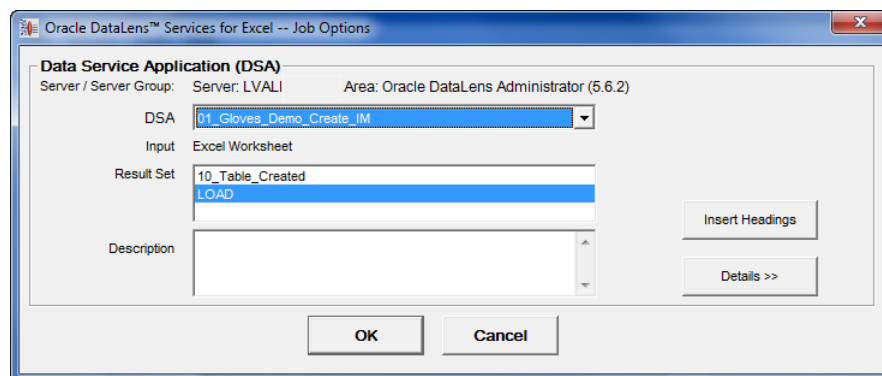 Oracle DataLens™ Services for Excel -- Job Options
X
Data Service Application (DSA)
Server / Server Group: Server: LVALI Area: Oracle DataLens Administrator (5.6.2)
DSA 01_Gloves_Demo_Create_IM
Input Excel Worksheet
Result Set 10_Table_Created
LOAD
Insert Headings
Description
Details >>
OK Cancel